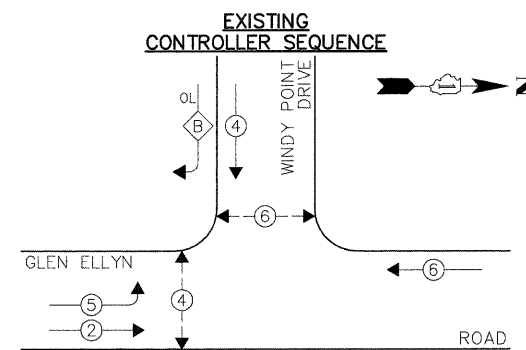 EXISTING
CONTROLLER SEQUENCE
WINDY POINT
DRIVE
OL
B
4
6
GLEN ELLYN
6
5
4
2
ROAD